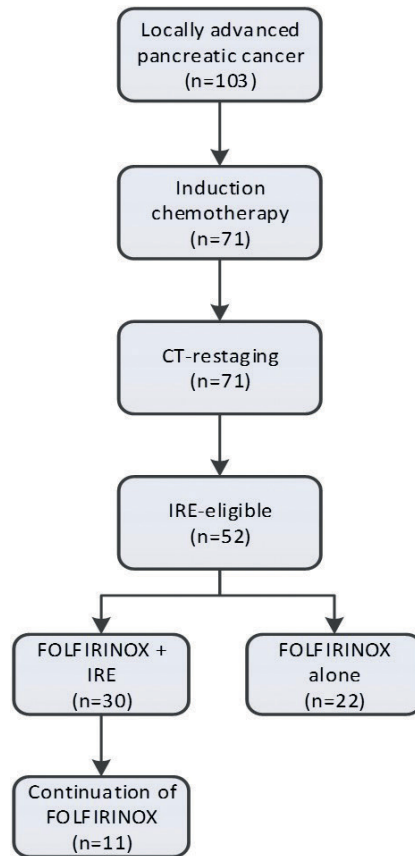 Locally advanced
pancreatic cancer
(n=103)
Induction
chemotherapy
(n=71)
CT-restaging
(n=71)
IRE-eligible
(n=52)
FOLFIRINOX +
IRE
(n=30)
FOLFIRINOX
alone
(n=22)
Continuation of
FOLFIRINOX
(n=11)